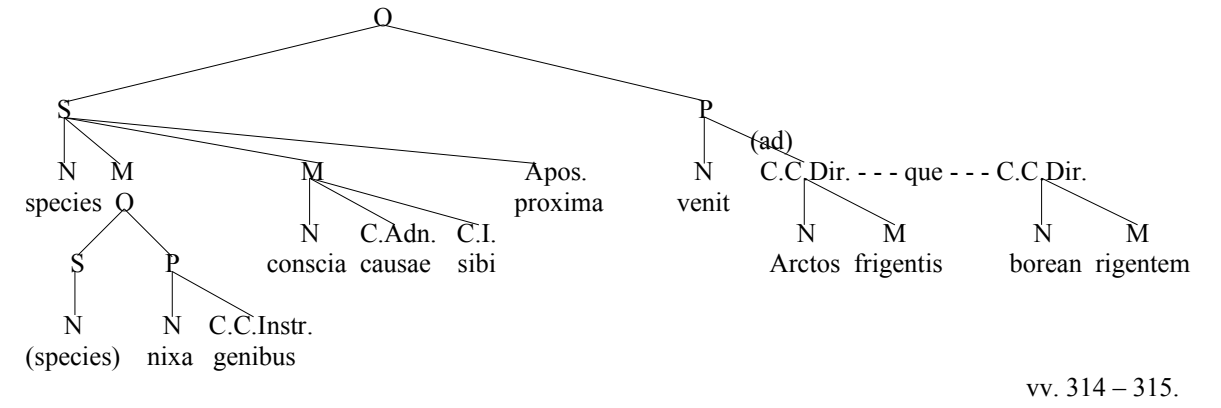 O
S P
(ad)
N M M Apos. N C.C.Dir. - - - que - - - C.C.Dir.
species O proxima venit
N C.Adn. C.I. N M N M
S P conscia causae sibi Arctos frigentis borean rigentem
N N C.C.Instr.
(species) nixa genibus
vv. 314 – 315.